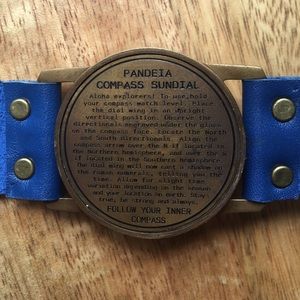 PANDEIA
COMPASS SUNDIAL
Aloha explorers! To use, hold
your compass watch level. Place
the dial wing in an upright
vertical position. Observe the
directionals engraved under the glass
on the compass face. Locate the North
and South directionals. Align the
compass arrow over the N if located in
the Northern hemisphere, and over the S
if located in the Southern hemisphere.
the dial wing will now cast a shadow on
the roman numerals, telling you the
time. Allow for slight time
variation depending on the season
and your location on earth. Stay
true, be strong and always,
FOLLOW YOUR INNER
COMPASS